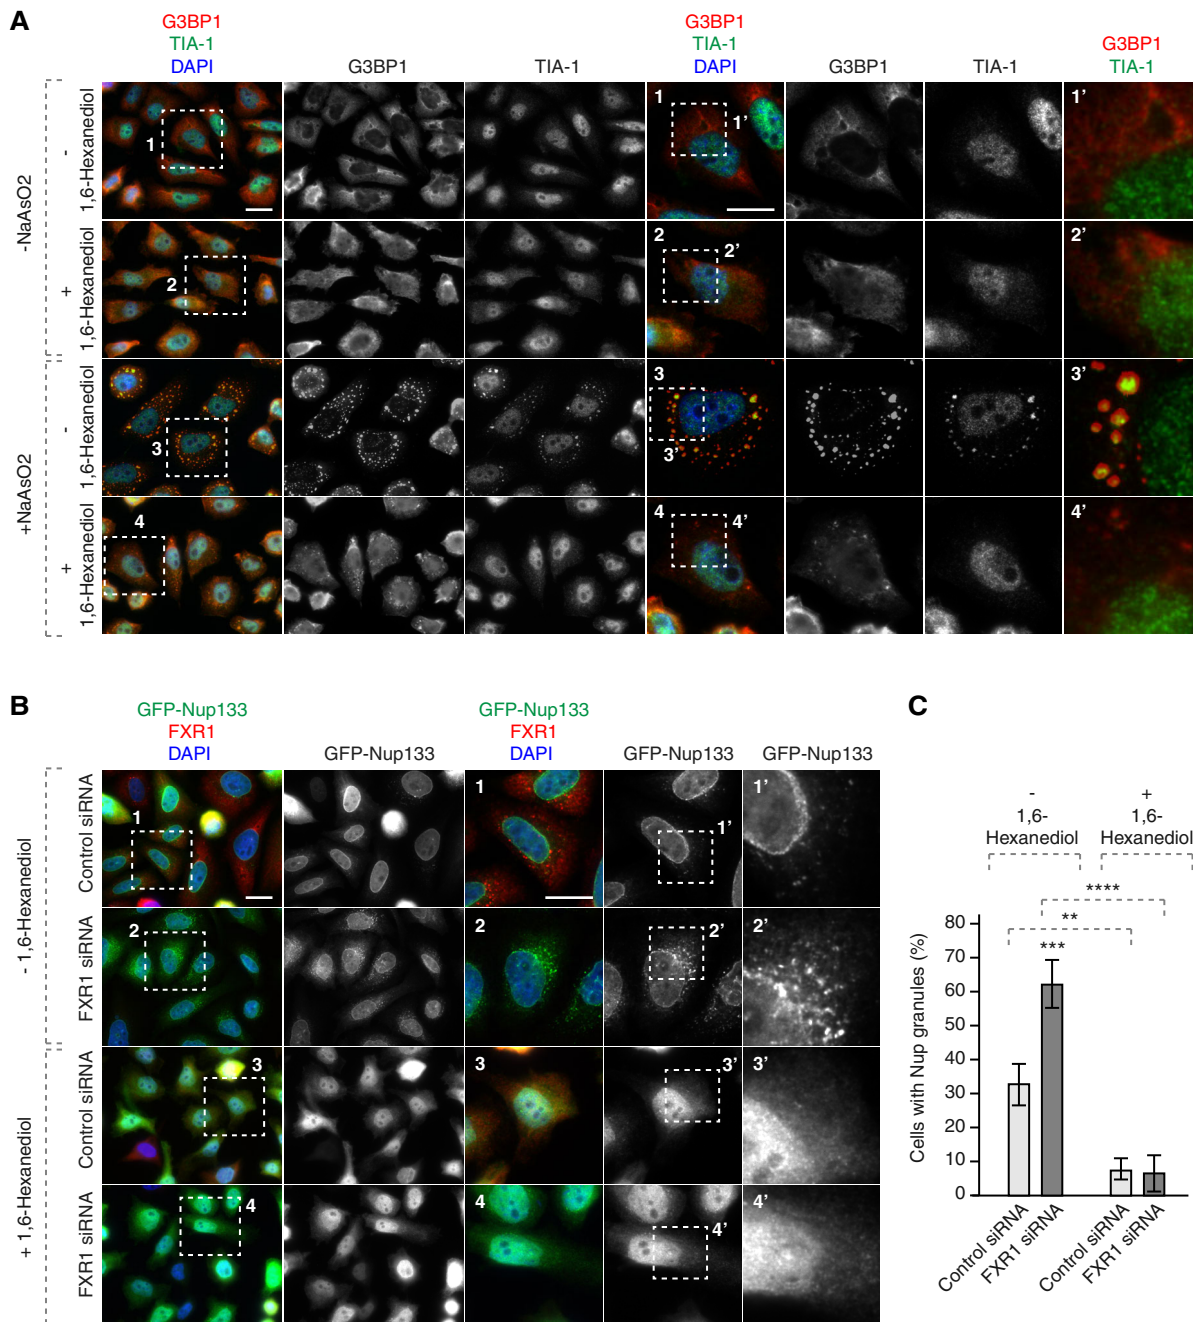 A
G3BP1
TIA-1
DAPI
G3BP1
TIA-1
G3BP1
TIA-1
DAPI
G3BP1
TIA-1
G3BP1
TIA-1
-NaAsO2
-
1,6-Hexanediol
1
1
1’
1’
+
1,6-Hexanediol
2
2
2’
2’
+NaAsO2
-
1,6-Hexanediol
3
3
3’
3’
+
1,6-Hexanediol
4
4
4’
4’
B
GFP-Nup133
FXR1
DAPI
GFP-Nup133
GFP-Nup133
FXR1
DAPI
GFP-Nup133
GFP-Nup133
- 1,6-Hexanediol
Control siRNA
1
1
1’
1’
FXR1 siRNA
2
2
2’
2’
+ 1,6-Hexanediol
Control siRNA
3
3
3’
3’
FXR1 siRNA
4
4
4’
4’
C
-
1,6-
Hexanediol
+
1,6-
Hexanediol
****
**
***
Cells with Nup granules (%)
80
70
60
50
40
30
20
10
0
Control siRNA
FXR1 siRNA
Control siRNA
FXR1 siRNA